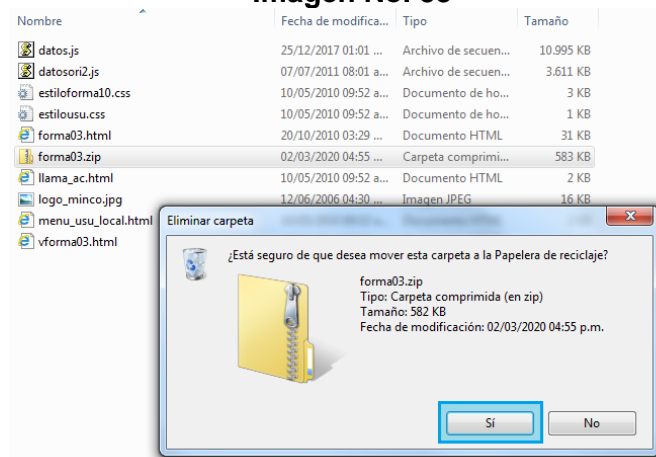 Nombre Fecha de modifica... Tipo Tamaño
datos.js 25/12/2017 01:01 ... Archivo de secuen... 10.995 KB
datosori2.js 07/07/2011 08:01 a... Archivo de secuen... 3.611 KB
estiloforma10.css 10/05/2010 09:52 a... Documento de ho... 3 KB
estilousu.css 10/05/2010 09:52 a... Documento de ho... 1 KB
forma03.html 20/10/2010 03:29 ... Documento HTML 31 KB
forma03.zip 02/03/2020 04:55 ... Carpeta comprimi... 583 KB
llama_ac.html 10/05/2010 09:52 a... Documento HTML 2 KB
logo_minco.jpg 12/06/2006 04:30 ... Imagen JPEG 16 KB
menu_usu_local.html
vforma03.html
Eliminar carpeta
¿Está seguro de que desea mover esta carpeta a la Papelera de reciclaje?
forma03.zip
Tipo: Carpeta comprimida (en zip)
Tamaño: 582 KB
Fecha de modificación: 02/03/2020 04:55 p.m.
Sí No